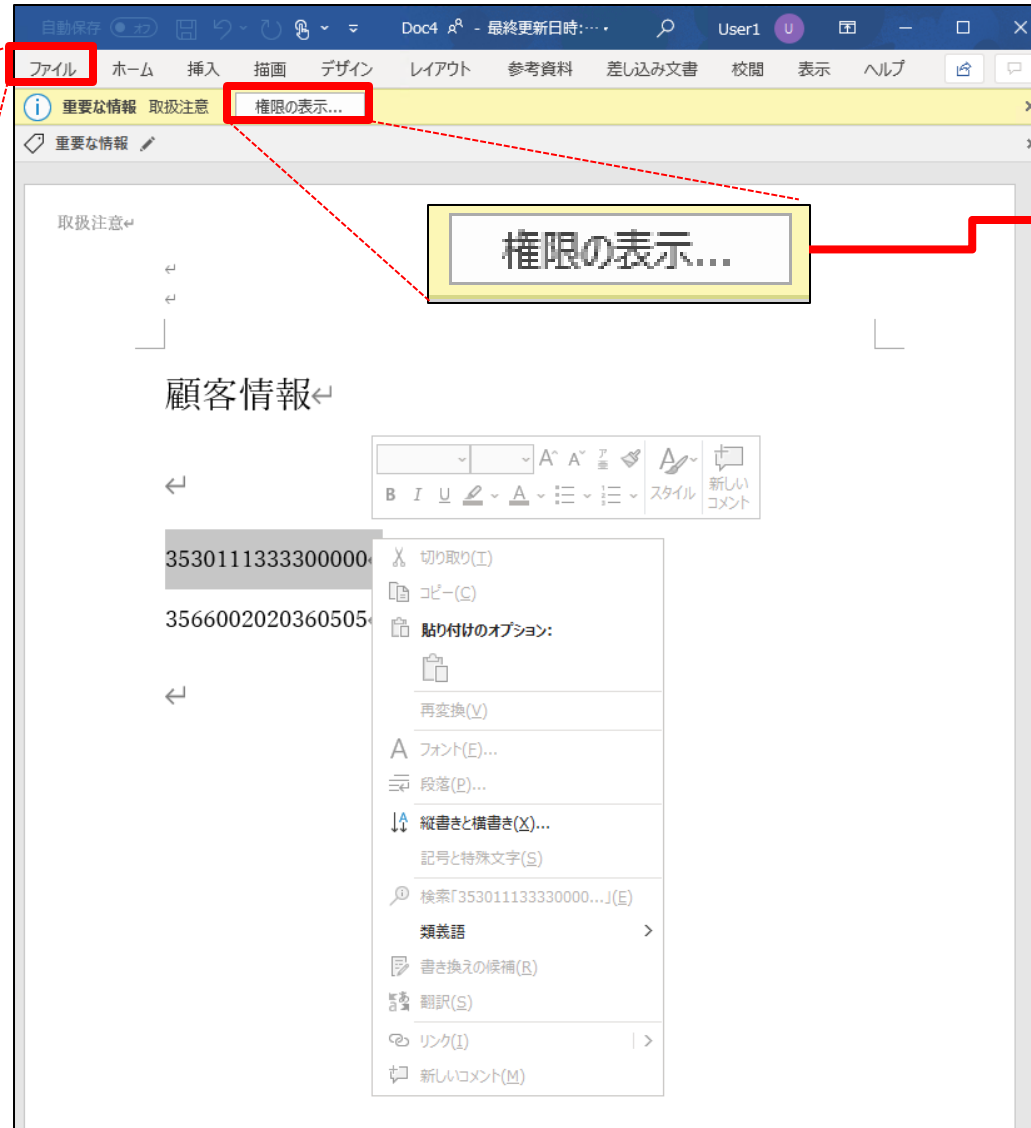 自動保存 オフ Doc4 - 最終更新日時:… User1 U
ファイル ホーム 挿入 描画 デザイン レイアウト 参考資料 差し込み文書 校閲 表示 ヘルプ
重要な情報 取扱注意 権限の表示...
重要な情報
取扱注意
権限の表示...
顧客情報
A A ア亜 A
B I U A スタイル 新しい
コメント
3530111333300000
3566002020360505
切り取り(T)
コピー(C)
貼り付けのオプション:
再変換(V)
A フォント(F)...
段落(P)...
縦書きと横書き(X)...
記号と特殊文字(S)
検索「353011133330000...」(E)
類義語
書き換えの候補(R)
翻訳(S)
リンク(I)
新しいコメント(M)